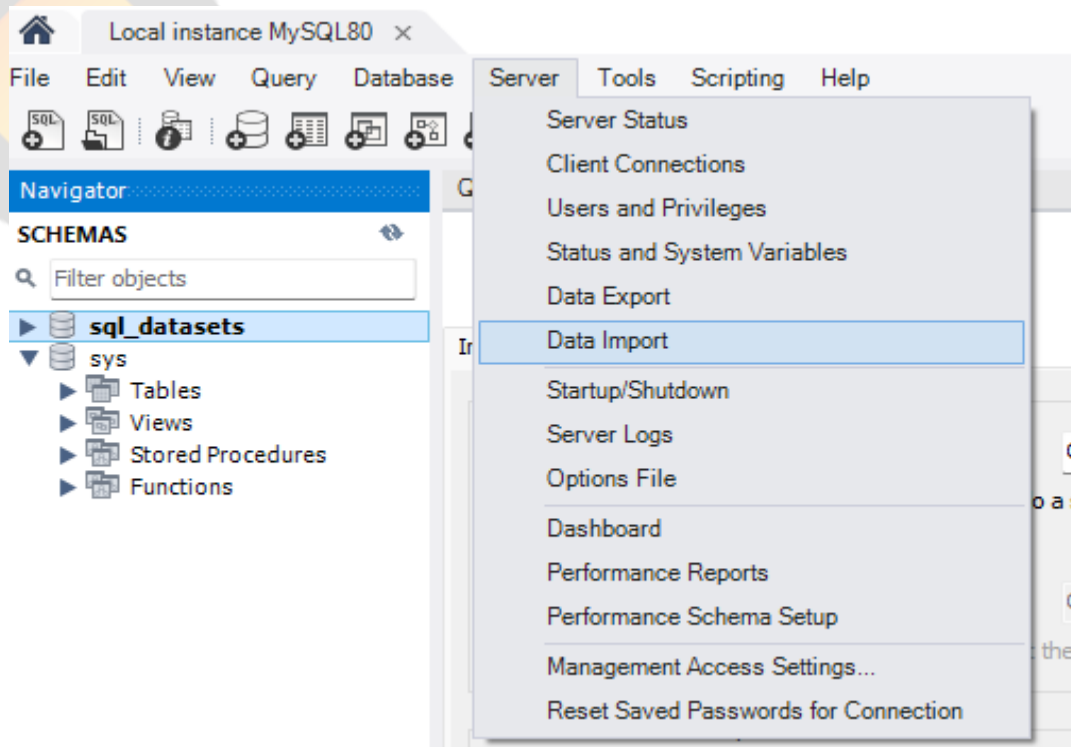 Local instance MySQL80 ×
File Edit View Query Database Server Tools Scripting Help
SQL SQL
Navigator
SCHEMAS
Filter objects
sql_datasets
sys
Tables
Views
Stored Procedures
Functions
Server Status
Client Connections
Users and Privileges
Status and System Variables
Data Export
Data Import
Startup/Shutdown
Server Logs
Options File
Dashboard
Performance Reports
Performance Schema Setup
Management Access Settings...
Reset Saved Passwords for Connection